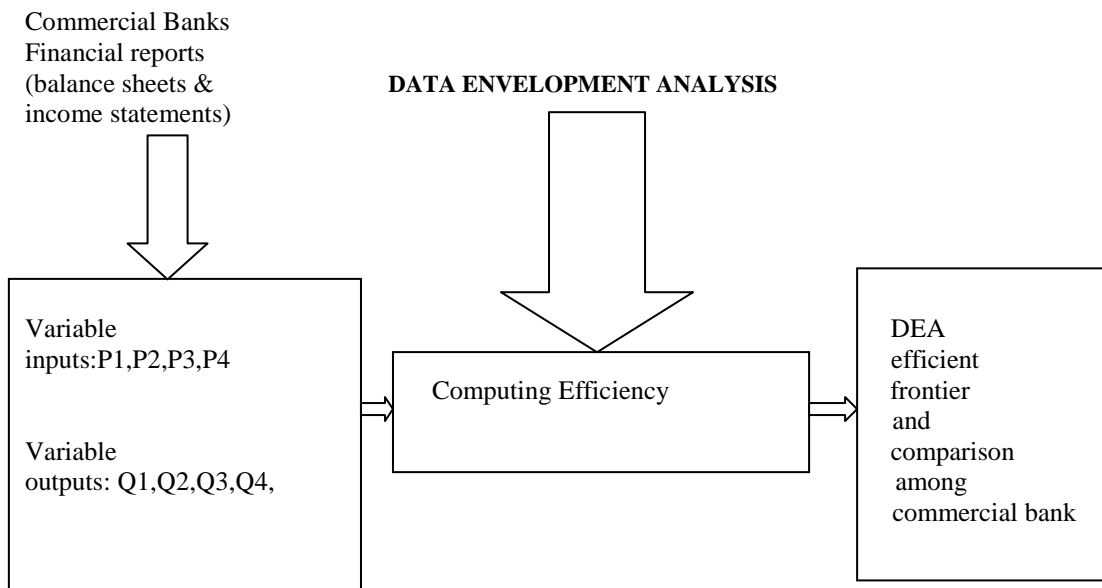 Commercial Banks
Financial reports
(balance sheets &
income statements)
DATA ENVELOPMENT ANALYSIS
Variable
inputs:P1,P2,P3,P4
Variable
outputs: Q1,Q2,Q3,Q4,
Computing Efficiency
DEA
efficient
frontier
and
comparison
among
commercial bank